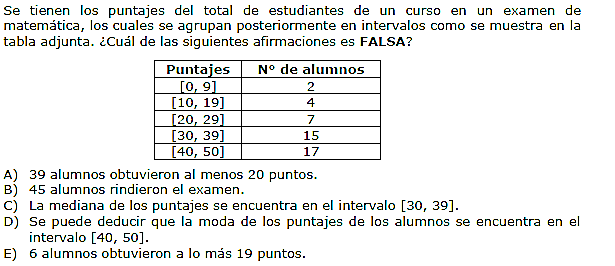 Se tienen los puntajes del total de estudiantes de un curso en un examen de
matemática, los cuales se agrupan posteriormente en intervalos como se muestra en la
tabla adjunta. ¿Cuál de las siguientes afirmaciones es FALSA?
Puntajes Nº de alumnos
[0, 9] 2
[10, 19] 4
[20, 29] 7
[30, 39] 15
[40, 50] 17
A) 39 alumnos obtuvieron al menos 20 puntos.
B) 45 alumnos rindieron el examen.
C) La mediana de los puntajes se encuentra en el intervalo [30, 39].
D) Se puede deducir que la moda de los puntajes de los alumnos se encuentra en el
intervalo [40, 50].
E) 6 alumnos obtuvieron a lo más 19 puntos.